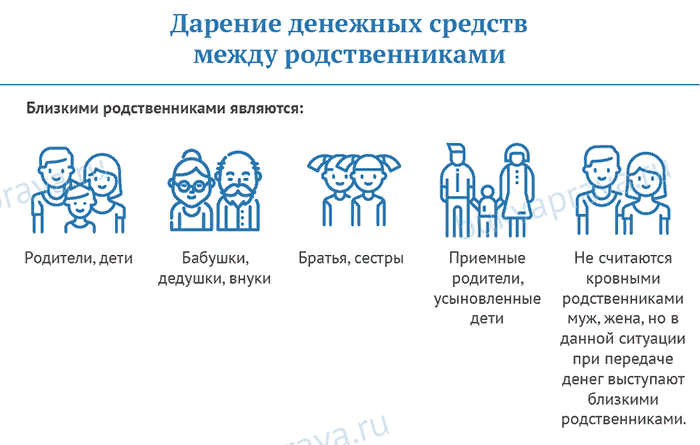 Дарение денежных средств
между родственниками
Близкими родственниками являются:
Родители, дети
Бабушки,
дедушки, внуки
Братья, сестры
Приемные
родители,
усыновленные
дети
Не считаются
кровными
родственниками
муж, жена, но в
данной ситуации
при передаче
денег выступают
близкими
родственниками.